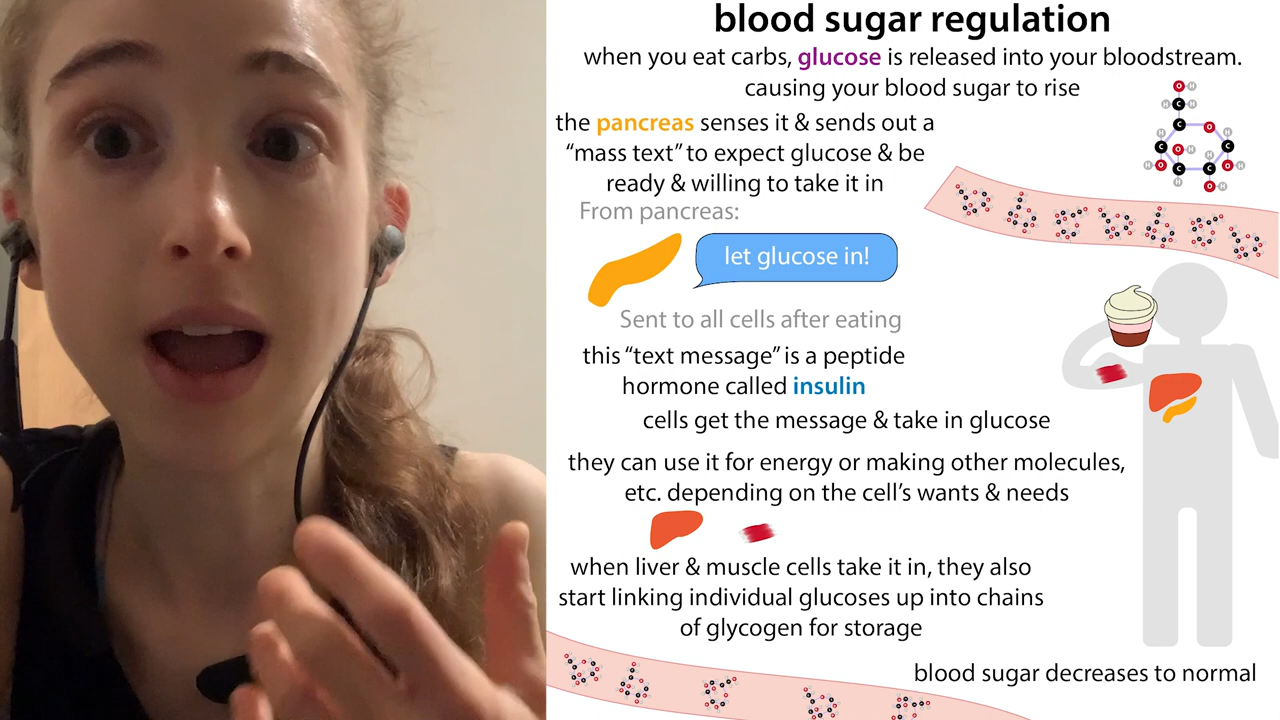 blood sugar regulation
when you eat carbs, glucose is released into your bloodstream.
causing your blood sugar to rise
the pancreas senses it & sends out a
“mass text” to expect glucose & be
ready & willing to take it in
From pancreas:
let glucose in!
Sent to all cells after eating
this “text message” is a peptide
hormone called insulin
cells get the message & take in glucose
they can use it for energy or making other molecules,
etc. depending on the cell’s wants & needs
when liver & muscle cells take it in, they also
start linking individual glucoses up into chains
of glycogen for storage
blood sugar decreases to normal